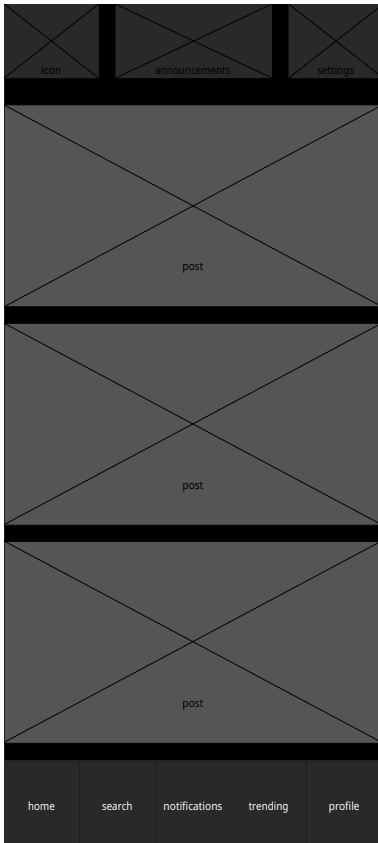 icon
announcements
settings
post
post
post
home
search
notifications
trending
profile